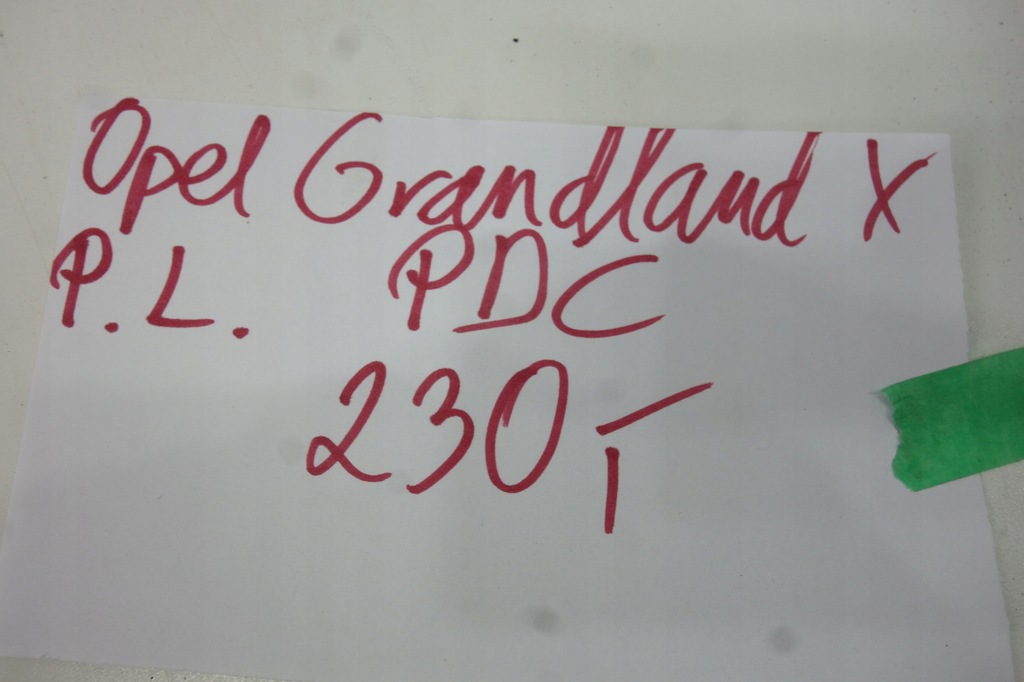 Opel Grandland X
P.L. PDC
230,-